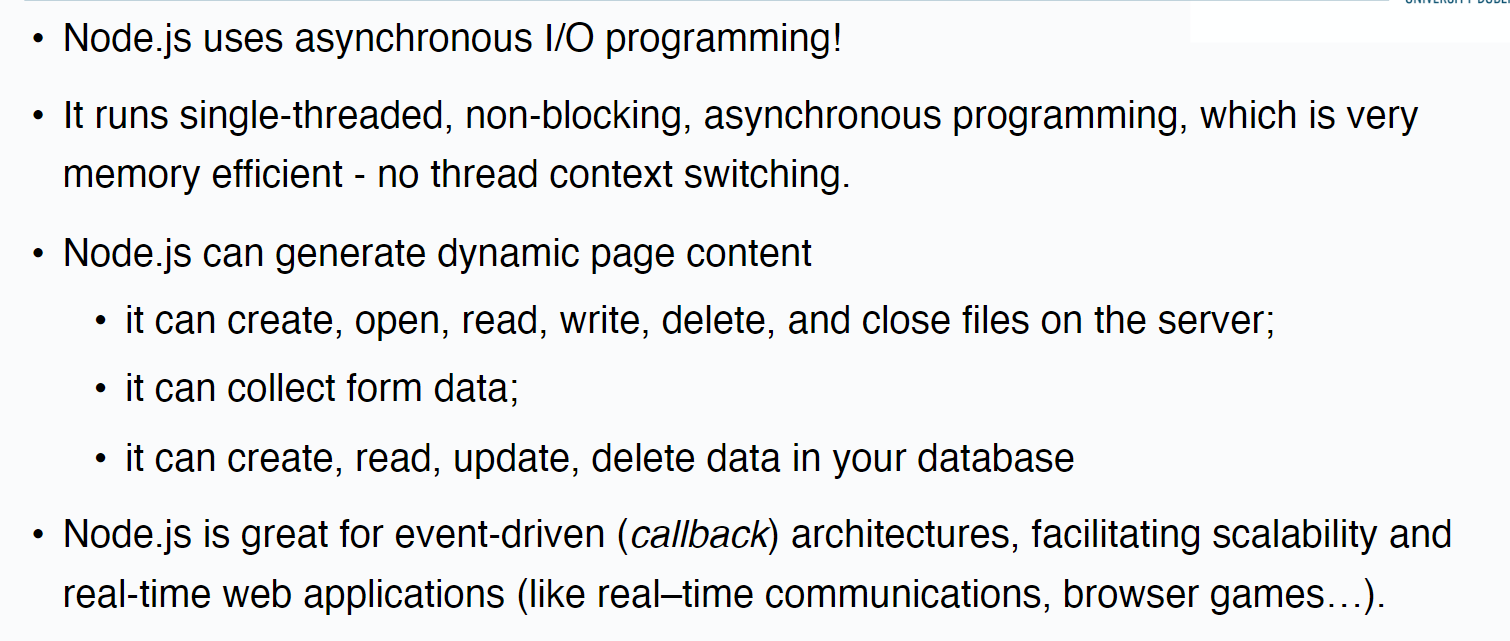 • Node.js uses asynchronous I/O programming!
• It runs single-threaded, non-blocking, asynchronous programming, which is very
memory efficient - no thread context switching.
• Node.js can generate dynamic page content
• it can create, open, read, write, delete, and close files on the server;
• it can collect form data;
• it can create, read, update, delete data in your database
• Node.js is great for event-driven (callback) architectures, facilitating scalability and
real-time web applications (like real–time communications, browser games…).